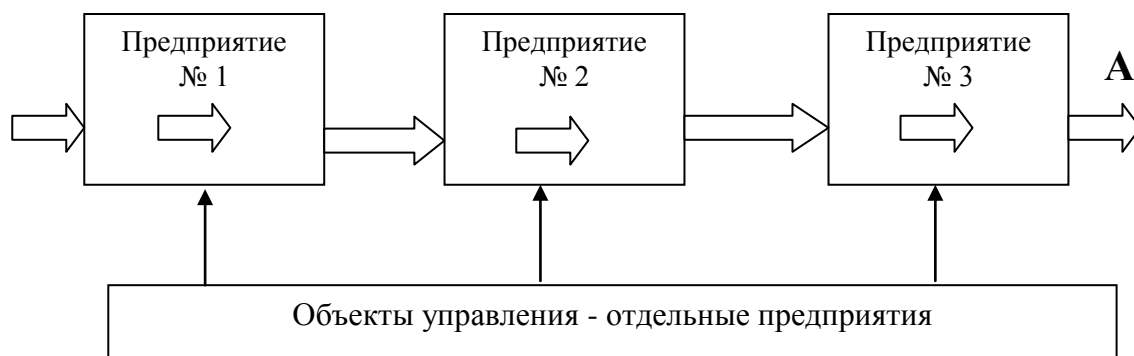 Предприятие
№ 1
Предприятие
№ 2
Предприятие
№ 3
А
Объекты управления - отдельные предприятия